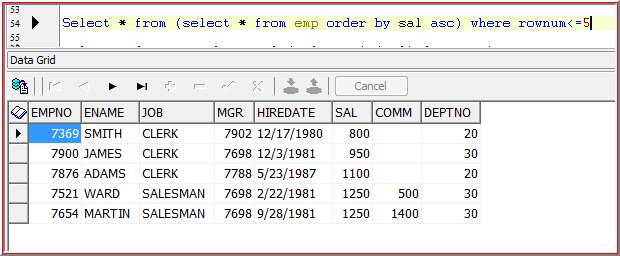 53
54 Select * from (select * from emp order by sal asc) where rownum<=5
Data Grid
Cancel
EMPNO ENAME JOB MGR HIREDATE SAL COMM DEPTNO
7369 SMITH CLERK 7902 12/17/1980 800 20
7900 JAMES CLERK 7698 12/3/1981 950 30
7876 ADAMS CLERK 7788 5/23/1987 1100 20
7521 WARD SALESMAN 7698 2/22/1981 1250 500 30
7654 MARTIN SALESMAN 7698 9/28/1981 1250 1400 30